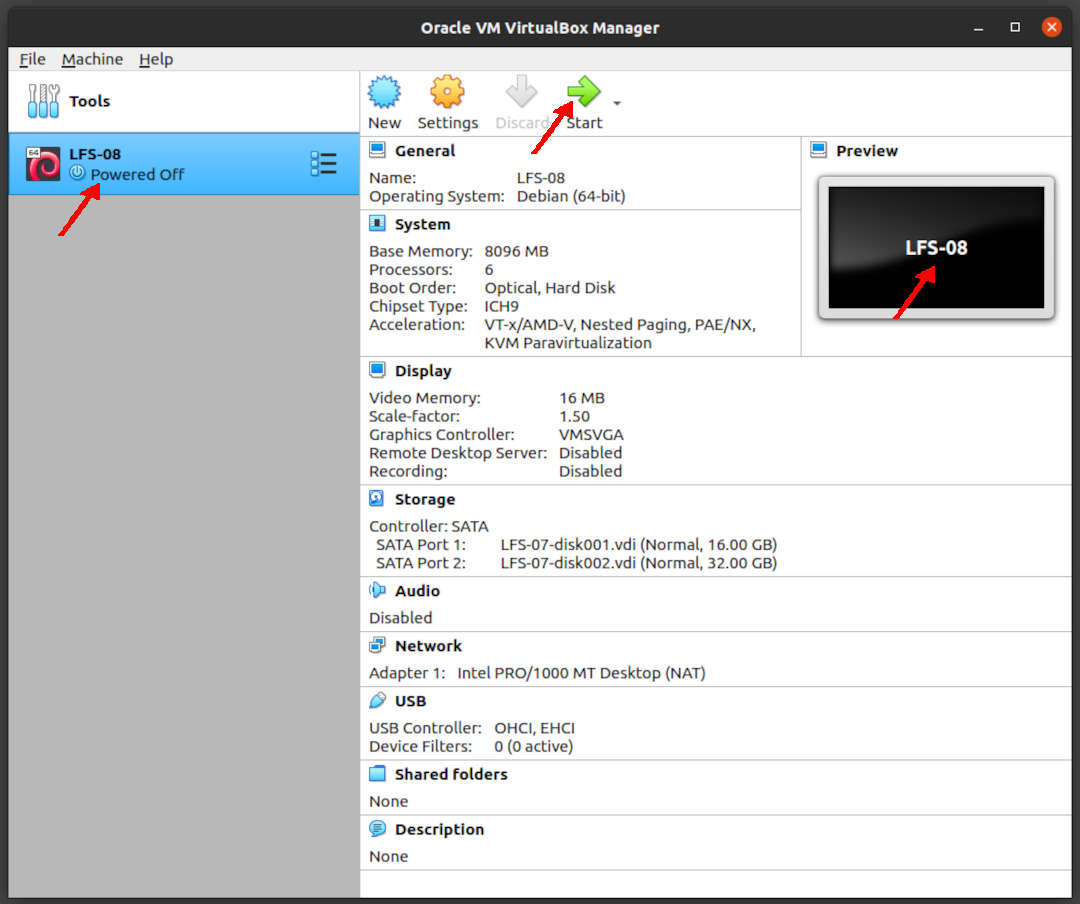 Oracle VM VirtualBox Manager
File Machine Help
Tools
New Settings Discard Start
64
LFS-08
Powered Off
General
Name: LFS-08
Operating System: Debian (64-bit)
Preview
LFS-08
System
Base Memory: 8096 MB
Processors: 6
Boot Order: Optical, Hard Disk
Chipset Type: ICH9
Acceleration: VT-x/AMD-V, Nested Paging, PAE/NX,
KVM Paravirtualization
Display
Video Memory: 16 MB
Scale-factor: 1.50
Graphics Controller: VMSVGA
Remote Desktop Server: Disabled
Recording: Disabled
Storage
Controller: SATA
SATA Port 1: LFS-07-disk001.vdi (Normal, 16.00 GB)
SATA Port 2: LFS-07-disk002.vdi (Normal, 32.00 GB)
Audio
Disabled
Network
Adapter 1: Intel PRO/1000 MT Desktop (NAT)
USB
USB Controller: OHCI, EHCI
Device Filters: 0 (0 active)
Shared folders
None
Description
None